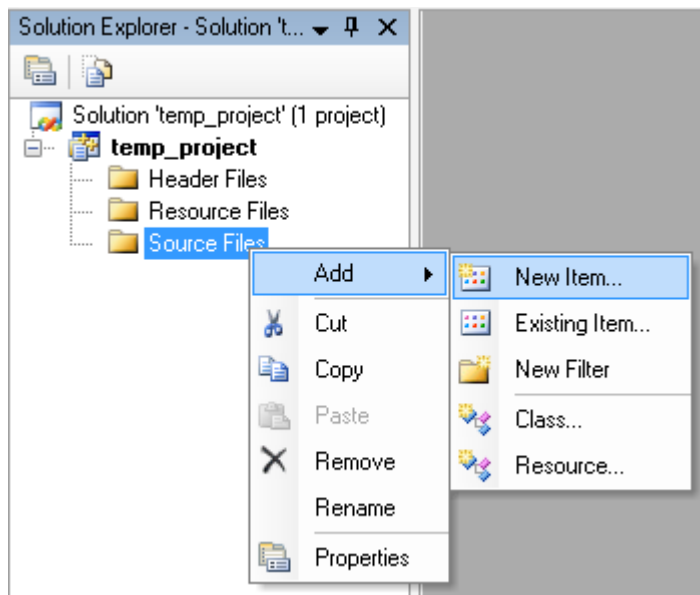 Solution Explorer - Solution 't...
Solution 'temp_project' (1 project)
temp_project
Header Files
Resource Files
Source Files
Add
Cut
Copy
Paste
Remove
Rename
Properties
New Item...
Existing Item...
New Filter
Class...
Resource...